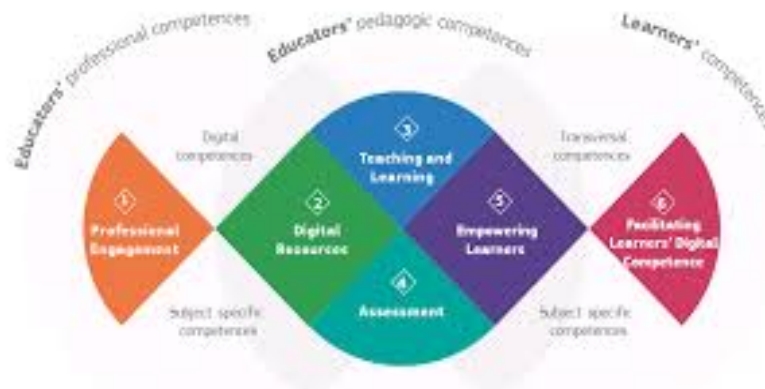 Educators' professional competences
Educators' pedagogic competences
Learners' competences
Digital
competences
Transversal
competences
1
Professional
Engagement
2
Digital
Resources
3
Teaching and
Learning
4
Assessment
5
Empowering
Learners
6
Facilitating
Learners' Digital
Competence
Subject specific
competences
Subject specific
competences